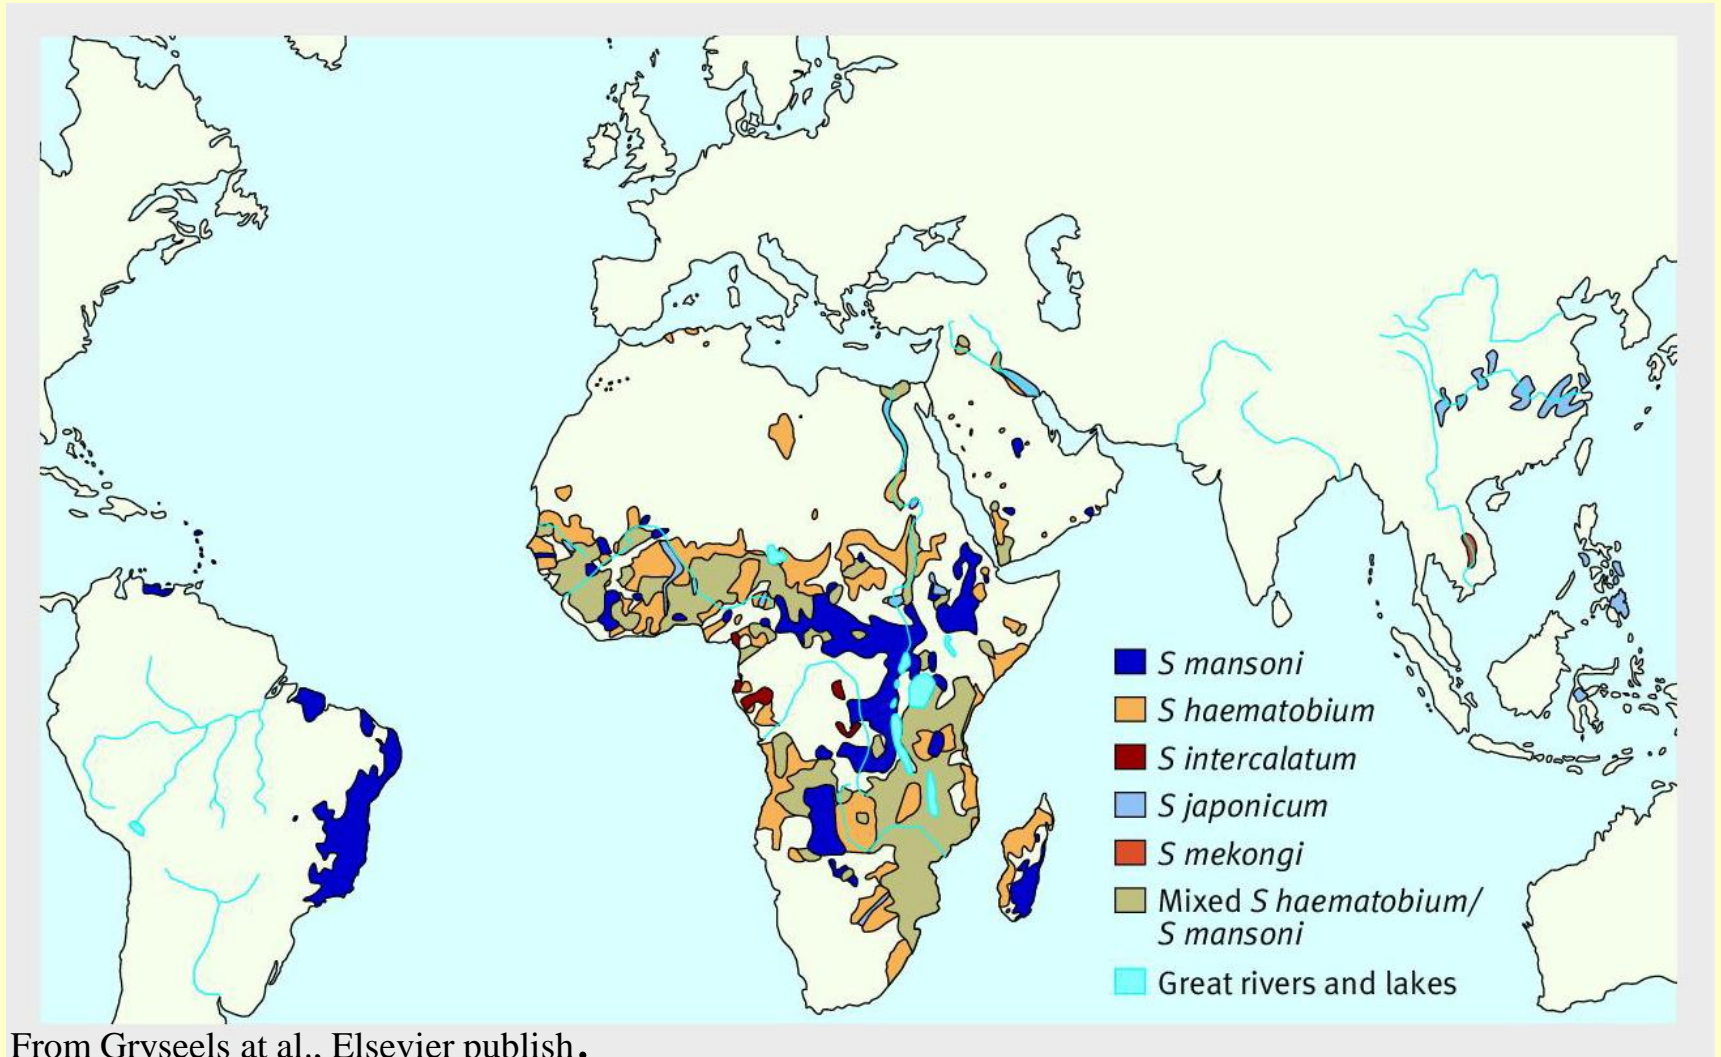 S mansoni
S haematobium
S intercalatum
S japonicum
S mekongi
Mixed S haematobium/
S mansoni
Great rivers and lakes
From Gryseels at al., Elsevier publish.